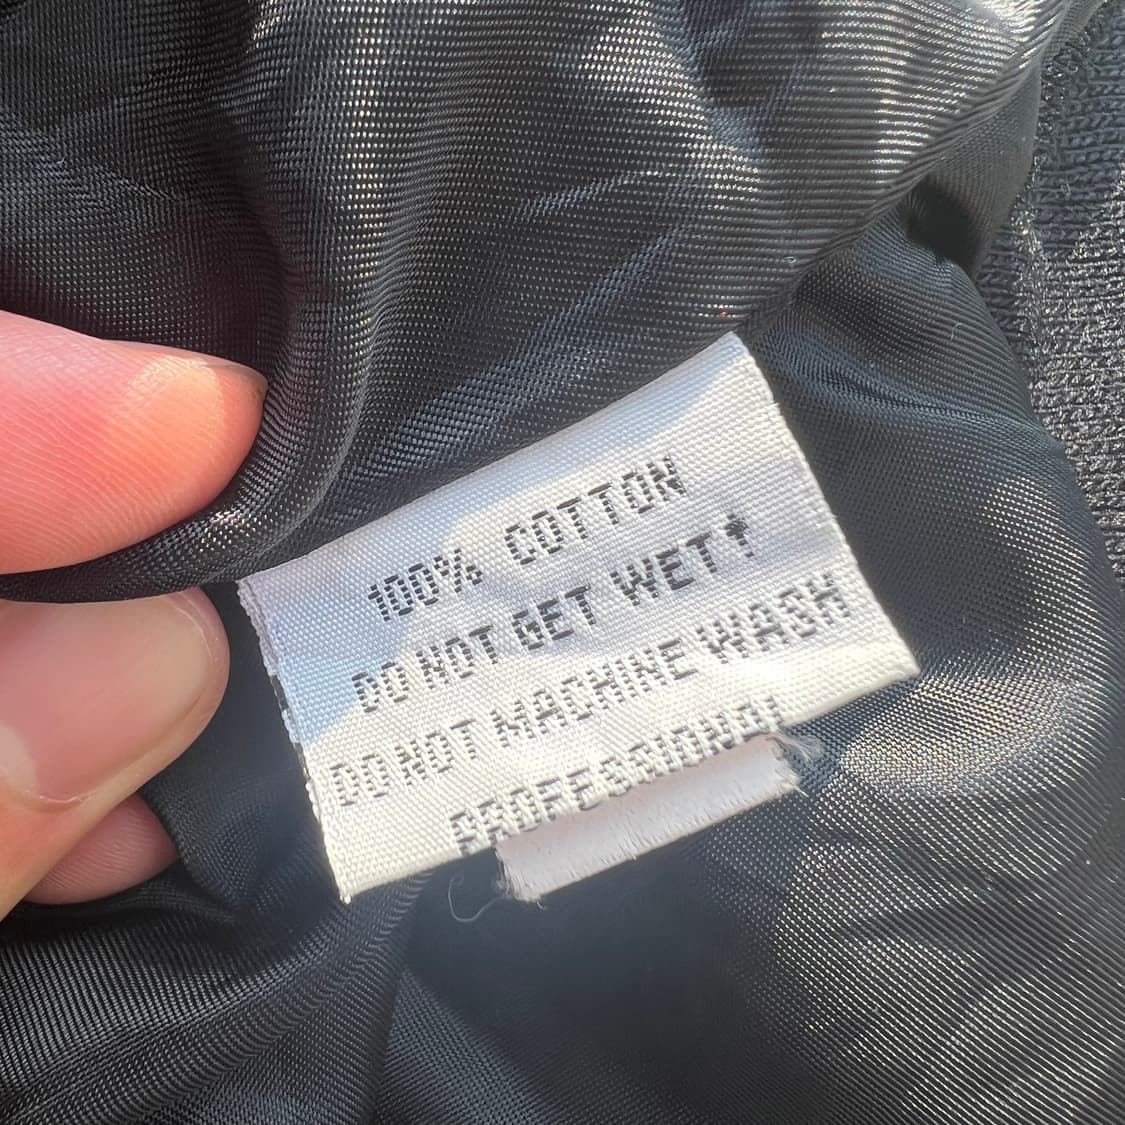 100% COTTON
DO NOT GET WET†
DO NOT MACHINE WASH
PROFESSIONAL